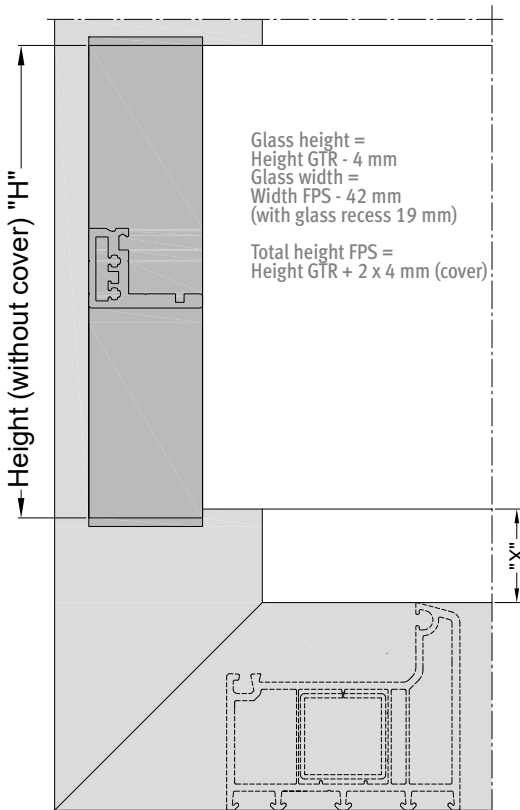 Height (without cover) "H"
Glass height =
Height GTR - 4 mm
Glass width =
Width FPS - 42 mm
(with glass recess 19 mm)
Total height FPS =
Height GTR + 2 x 4 mm (cover)
"X"